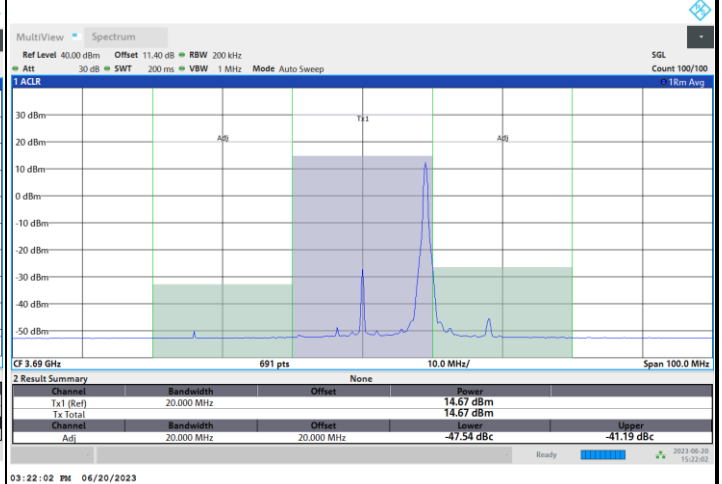 MultiView Spectrum
Ref Level 40.00 dBm Offset 11.40 dB RBW 200 kHz SGL
Att 30 dB SWT 200 ms VBW 1 MHz Mode Auto Sweep Count 100/100
1 ACLR 1Rm Avg
30 dBm
Tx1
Adj Adj
20 dBm
10 dBm
0 dBm
-10 dBm
-20 dBm
-30 dBm
-40 dBm
-50 dBm
CF 3.69 GHz 691 pts 10.0 MHz/ Span 100.0 MHz
2 Result Summary None
Channel Bandwidth Offset Power
Tx1 (Ref) 20.000 MHz 14.67 dBm
Tx Total 14.67 dBm
Channel Bandwidth Offset Lower Upper
Adj 20.000 MHz 20.000 MHz -47.54 dBc -41.19 dBc
Ready 2023-06-20
15:22:02
03:22:02 PM 06/20/2023